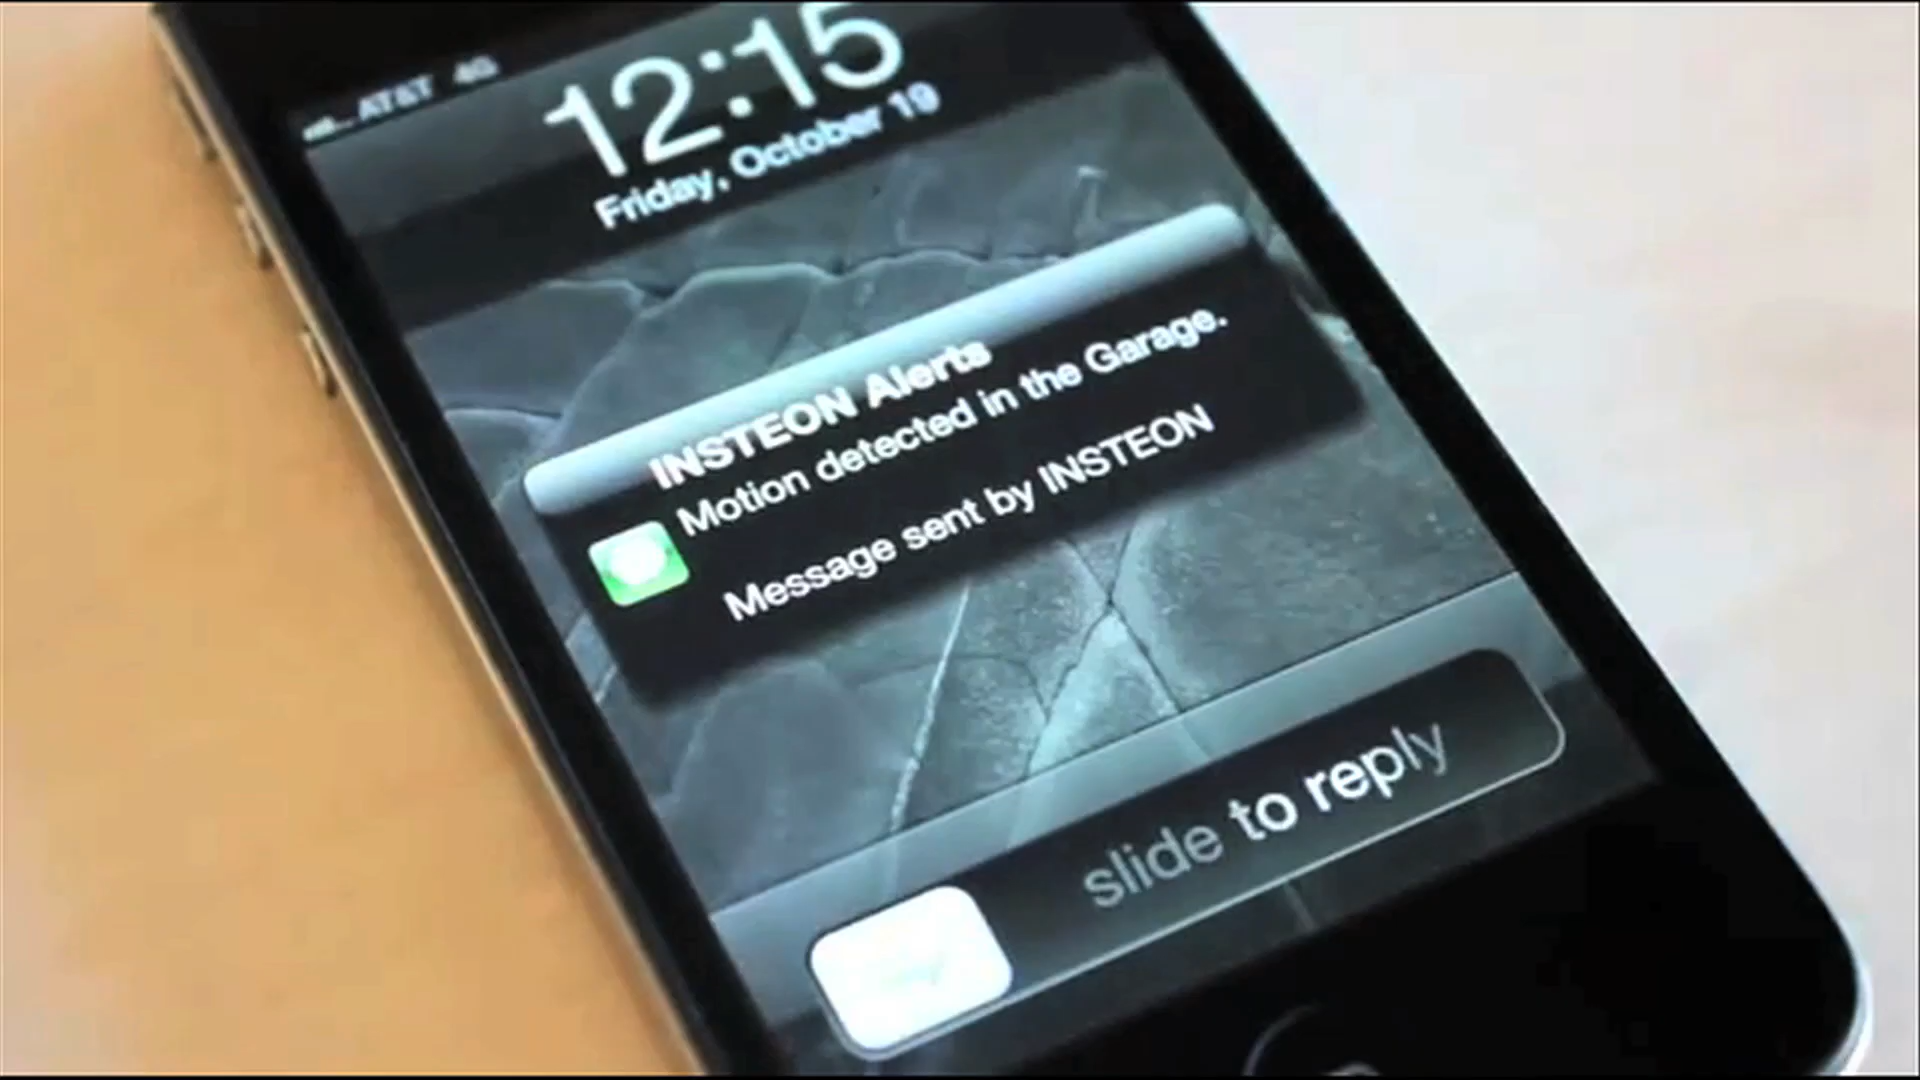 AT&T 4G
12:15
Friday, October 19
INSTEON Alerts
Motion detected in the Garage.
Message sent by INSTEON
slide to reply